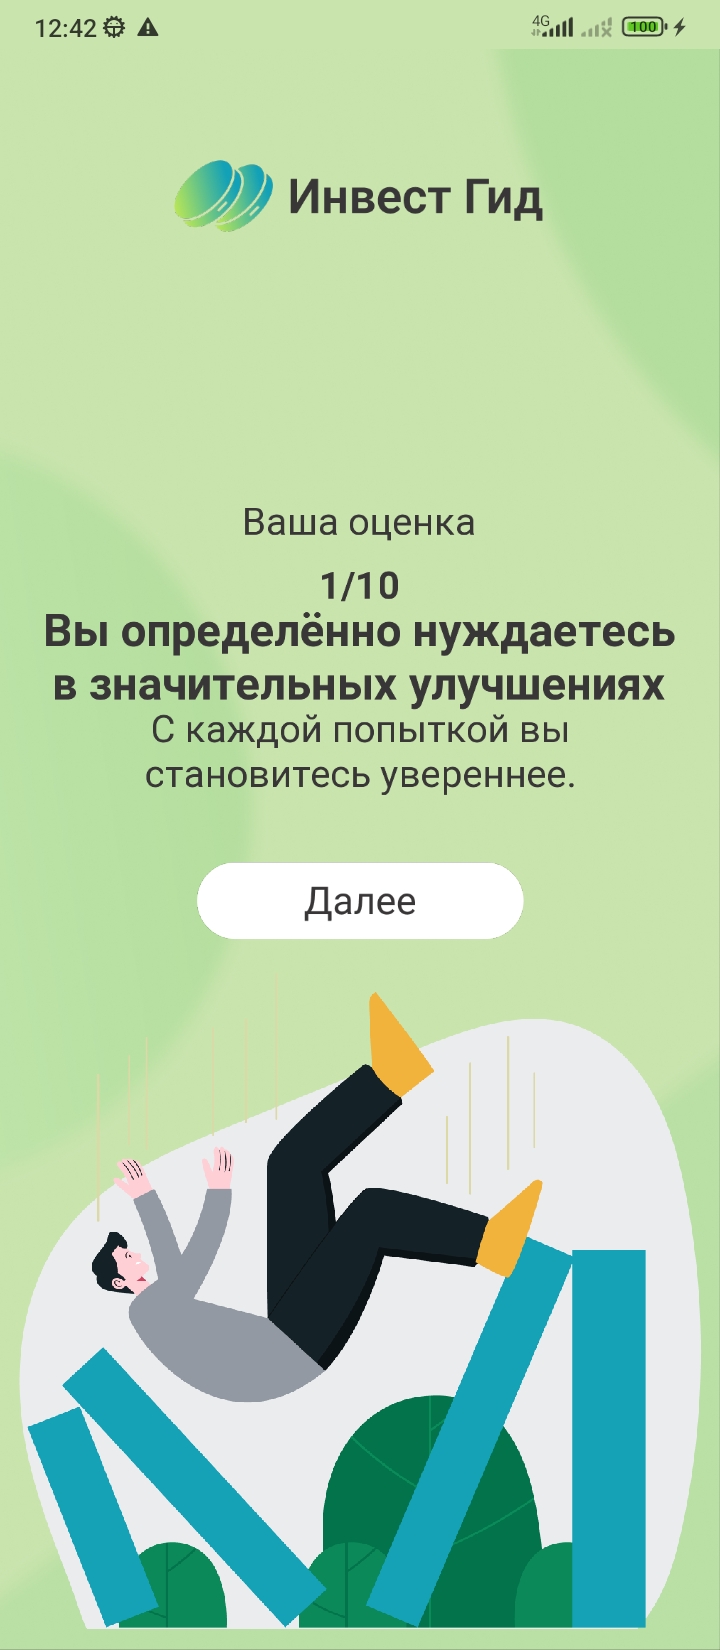 12:42
4G
100
Инвест Гид
Ваша оценка
1/10
Вы определённо нуждаетесь
в значительных улучшениях
С каждой попыткой вы
становитесь увереннее.
Далее